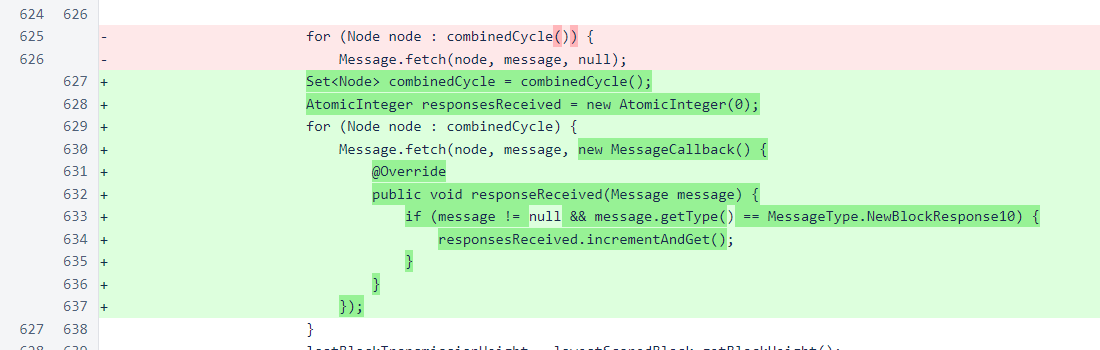 624 626
625 - for (Node node : combinedCycle()) {
626 - Message.fetch(node, message, null);
627 + Set<Node> combinedCycle = combinedCycle();
628 + AtomicInteger responsesReceived = new AtomicInteger(0);
629 + for (Node node : combinedCycle) {
630 + Message.fetch(node, message, new MessageCallback() {
631 + @Override
632 + public void responseReceived(Message message) {
633 + if (message != null && message.getType() == MessageType.NewBlockResponse10) {
634 + responsesReceived.incrementAndGet();
635 + }
636 + }
637 + });
627 638 }